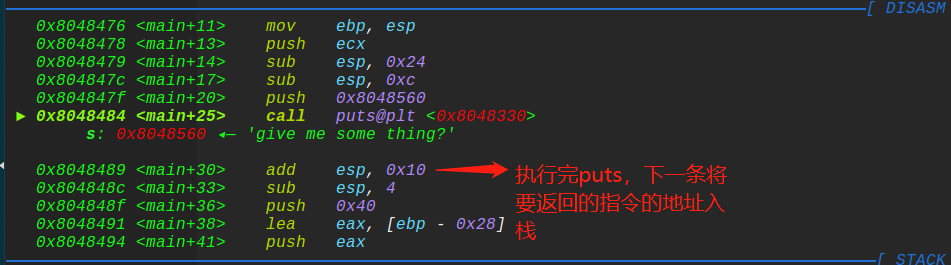 [ DISASM
0x8048476 <main+11> mov ebp, esp
0x8048478 <main+13> push ecx
0x8048479 <main+14> sub esp, 0x24
0x804847c <main+17> sub esp, 0xc
0x804847f <main+20> push 0x8048560
► 0x8048484 <main+25> call puts@plt <0x8048330>
s: 0x8048560 ◂— 'give me some thing?'
0x8048489 <main+30> add esp, 0x10
0x804848c <main+33> sub esp, 4
0x804848f <main+36> push 0x40
0x8048491 <main+38> lea eax, [ebp - 0x28]
0x8048494 <main+41> push eax
执行完puts，下一条将
要返回的指令的地址入
栈
[ STACK